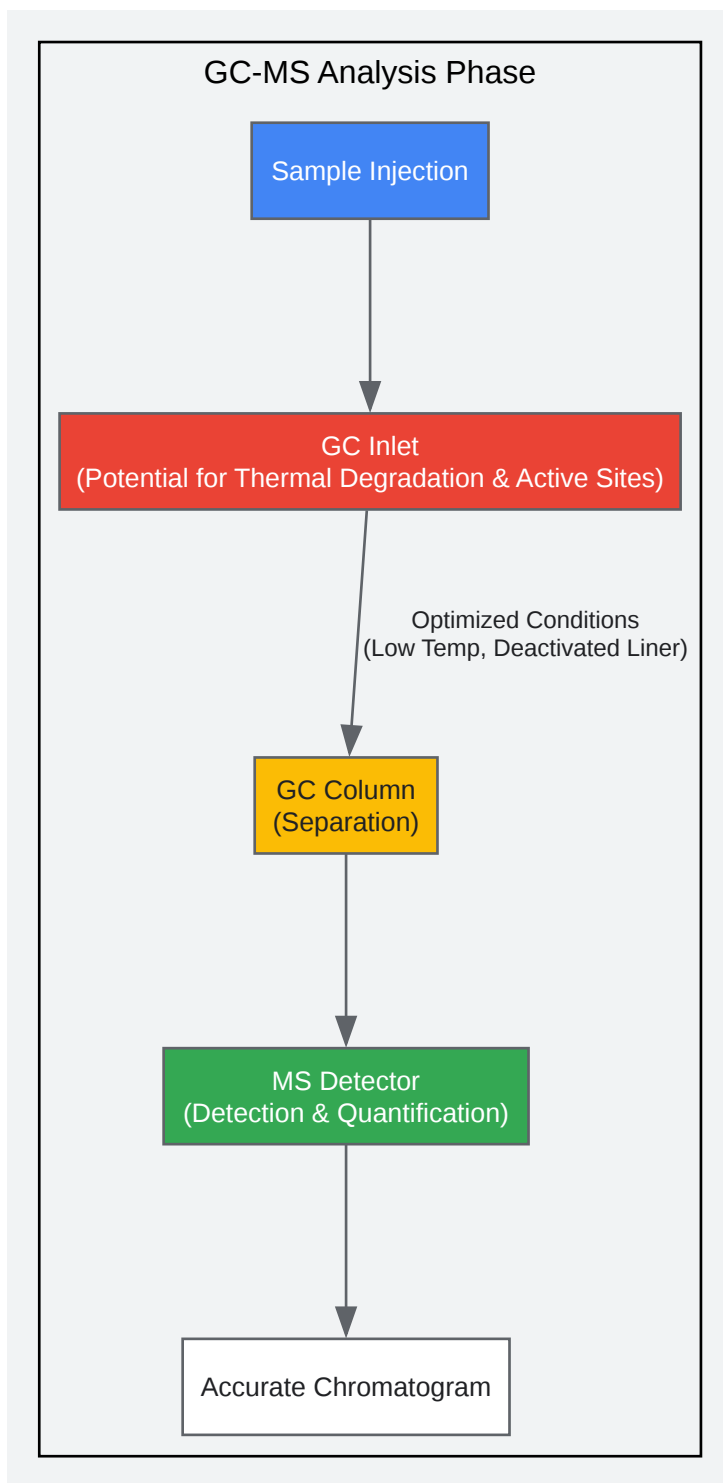 GC-MS Analysis Phase
Sample Injection
GC Inlet
(Potential for Thermal Degradation & Active Sites)
Optimized Conditions
(Low Temp, Deactivated Liner)
GC Column
(Separation)
MS Detector
(Detection & Quantification)
Accurate Chromatogram